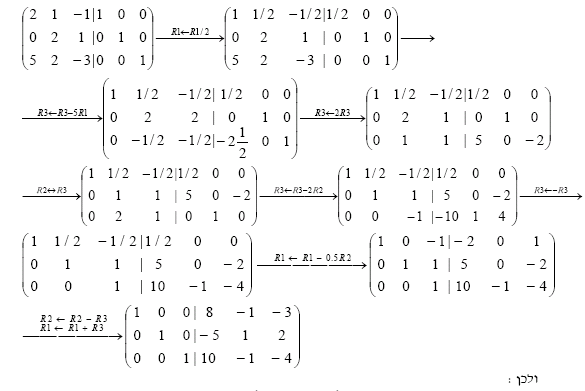 (2 1 -1|1 0 0) R1←R1/2 (1 1/2 -1/2|1/2 0 0)
(0 2 1|0 1 0) → (0 2 1 | 0 1 0) →
(5 2 -3|0 0 1) (5 2 -3 | 0 0 1)
R3←R3-5R1 (1 1/2 -1/2| 1/2 0 0) R3←2R3 (1 1/2 -1/2|1/2 0 0)
→ (0 2 2 | 0 1 0) → (0 2 1 | 0 1 0)
(0 -1/2 -1/2|-2 1/2 0 1) (0 1 1 | 5 0 -2)
R2↔R3 (1 1/2 -1/2|1/2 0 0) R3←R3-2R2 (1 1/2 -1/2|1/2 0 0) R3←-R3
→ (0 1 1 | 5 0 -2) → (0 1 1 | 5 0 -2) →
(0 2 1 | 0 1 0) (0 0 -1 |-10 1 4)
(1 1/2 -1/2|1/2 0 0) R1 ← R1 - 0.5R2 (1 0 -1|-2 0 1)
(0 1 1 | 5 0 -2) → (0 1 1 | 5 0 -2)
(0 0 1 | 10 -1 -4) (0 0 1 | 10 -1 -4)
R2 ← R2 - R3
R1 ← R1 + R3
→ (1 0 0| 8 -1 -3)
(0 1 0|-5 1 2)
(0 0 1|10 -1 -4)
ולכן :